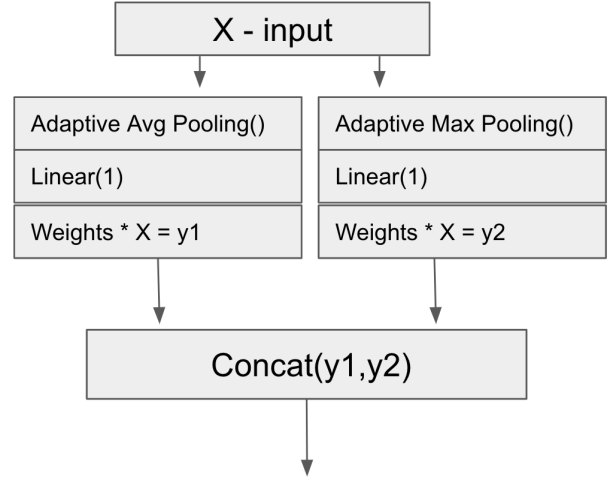 X - input
Adaptive Avg Pooling()
Linear(1)
Weights * X = y1
Adaptive Max Pooling()
Linear(1)
Weights * X = y2
Concat(y1,y2)